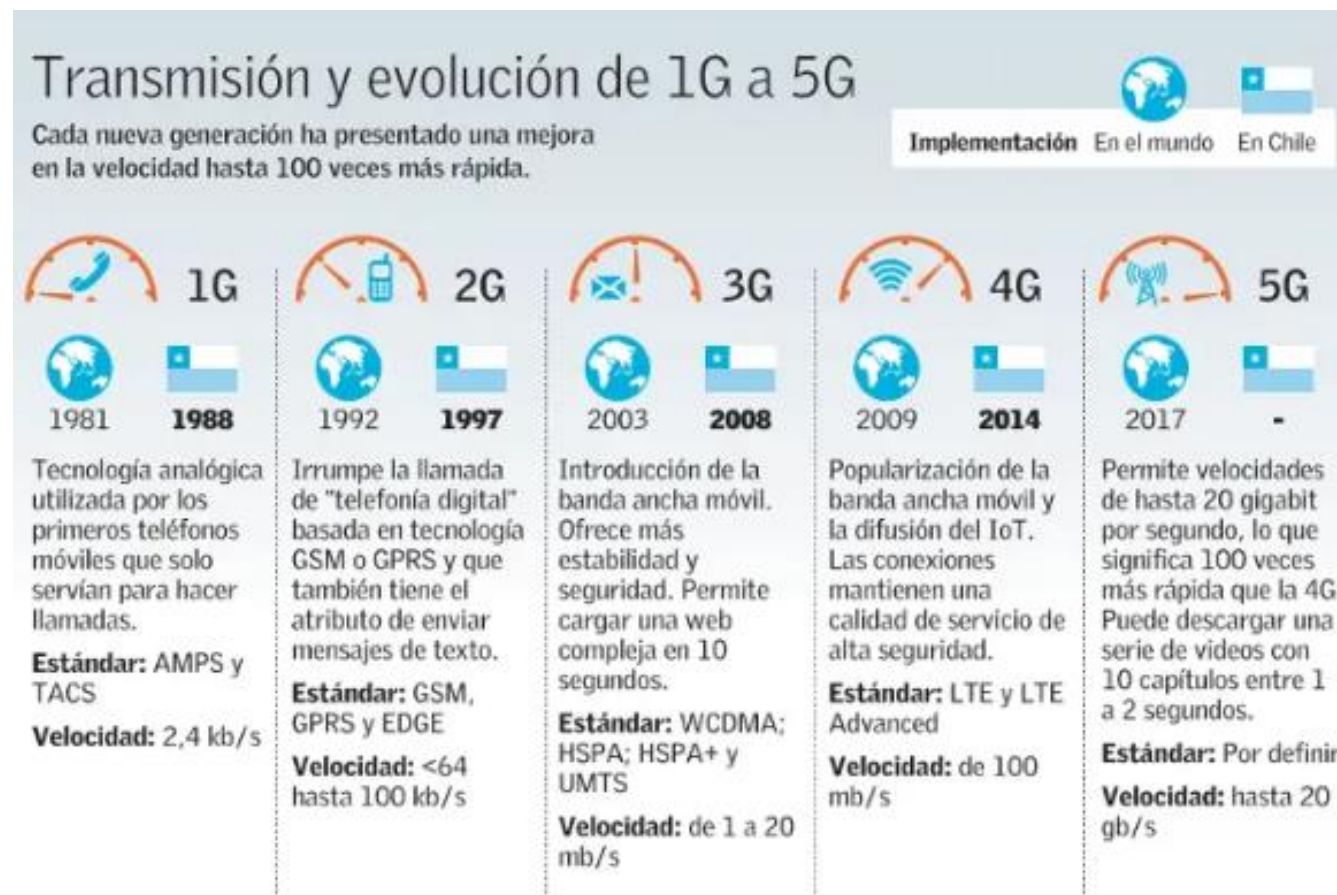 Transmisión y evolución de 1G a 5G
Cada nueva generación ha presentado una mejora
en la velocidad hasta 100 veces más rápida.
Implementación En el mundo En Chile
1G
1981 1988
Tecnología analógica
utilizada por los
primeros teléfonos
móviles que solo
servían para hacer
llamadas.
Estándar: AMPS y
TACS
Velocidad: 2,4 kb/s
2G
1992 1997
Irrumpe la llamada
de "telefonía digital"
basada en tecnología
GSM o GPRS y que
también tiene el
atributo de enviar
mensajes de texto.
Estándar: GSM,
GPRS y EDGE
Velocidad: <64
hasta 100 kb/s
3G
2003 2008
Introducción de la
banda ancha móvil.
Ofrece más
estabilidad y
seguridad. Permite
cargar una web
compleja en 10
segundos.
Estándar: WCDMA;
HSPA; HSPA+ y
UMTS
Velocidad: de 1 a 20
mb/s
4G
2009 2014
Popularización de la
banda ancha móvil y
la difusión del IoT.
Las conexiones
mantienen una
calidad de servicio de
alta seguridad.
Estándar: LTE y LTE
Advanced
Velocidad: de 100
mb/s
5G
2017 -
Permite velocidades
de hasta 20 gigabit
por segundo, lo que
significa 100 veces
más rápida que la 4G
Puede descargar una
serie de videos con
10 capítulos entre 1
a 2 segundos.
Estándar: Por definir
Velocidad: hasta 20
gb/s